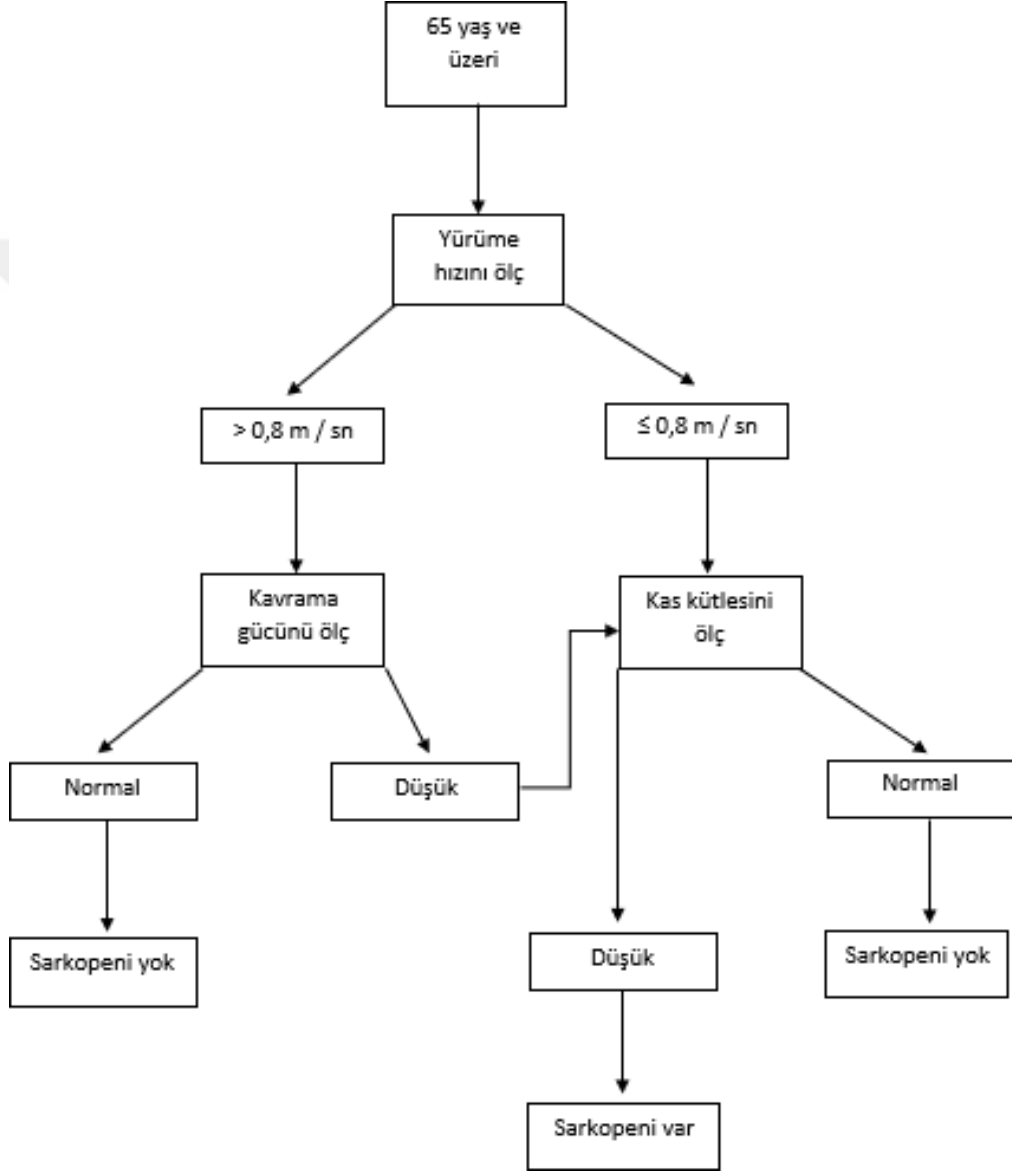 65 yaş ve
üzeri
Yürüme
hızını ölç
> 0,8 m / sn
≤ 0,8 m / sn
Kavrama
gücünü ölç
Kas kütlesini
ölç
Normal
Düşük
Normal
Sarkopeni yok
Düşük
Sarkopeni yok
Sarkopeni var